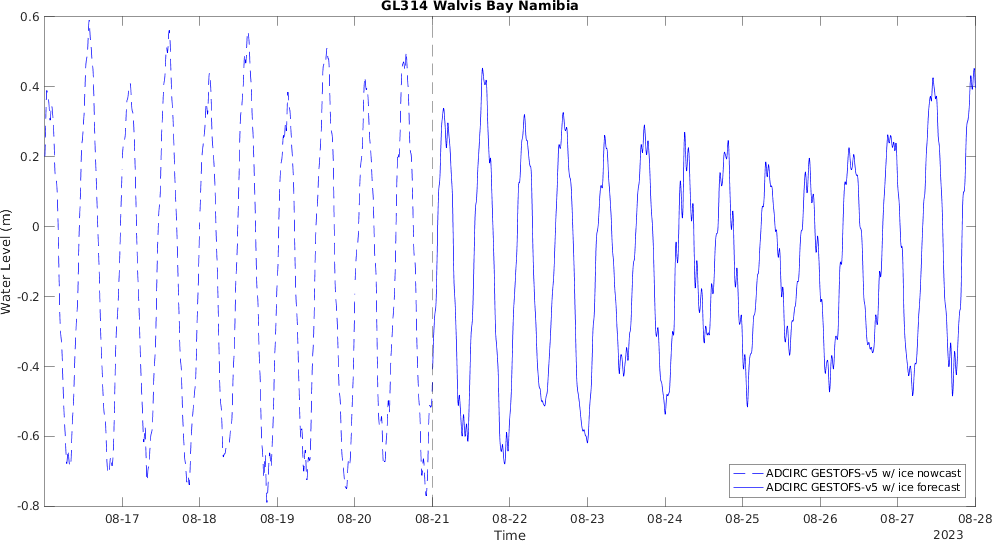 GL314 Walvis Bay Namibia
0.6
0.4
0.2
0
-0.2
-0.4
-0.6
-0.8
Water Level (m)
ADCIRC GESTOFS-v5 w/ ice nowcast
ADCIRC GESTOFS-v5 w/ ice forecast
08-17 08-18 08-19 08-20 08-21 08-22 08-23 08-24 08-25 08-26 08-27 08-28
Time
2023